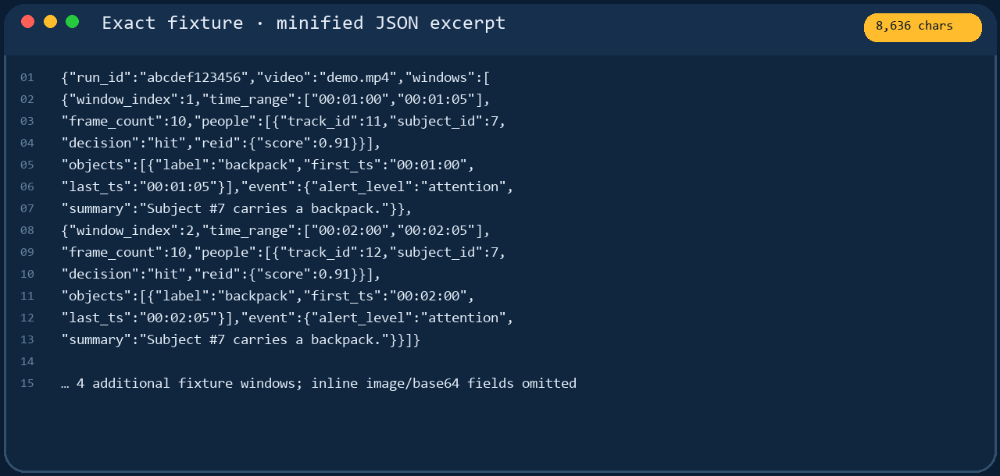 Exact fixture · minified JSON excerpt
8,636 chars
01 {"run_id":"abcdef123456","video":"demo.mp4","windows":[
02 {"window_index":1,"time_range":["00:01:00","00:01:05"],
03 "frame_count":10,"people":[{"track_id":11,"subject_id":7,
04 "decision":"hit","reid":{"score":0.91}}],
05 "objects":[{"label":"backpack","first_ts":"00:01:00",
06 "last_ts":"00:01:05"}],"event":{"alert_level":"attention",
07 "summary":"Subject #7 carries a backpack."}},
08 {"window_index":2,"time_range":["00:02:00","00:02:05"],
09 "frame_count":10,"people":[{"track_id":12,"subject_id":7,
10 "decision":"hit","reid":{"score":0.91}}],
11 "objects":[{"label":"backpack","first_ts":"00:02:00",
12 "last_ts":"00:02:05"}],"event":{"alert_level":"attention",
13 "summary":"Subject #7 carries a backpack."}}]}
14
15 … 4 additional fixture windows; inline image/base64 fields omitted